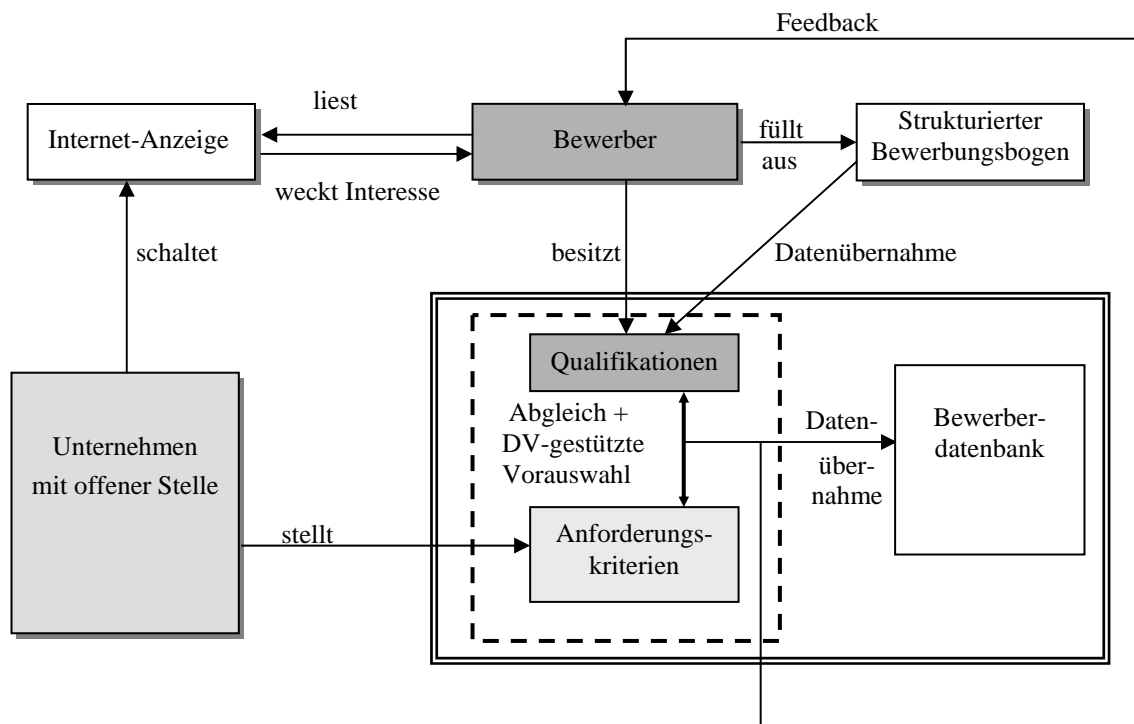 Feedback
liest
Internet-Anzeige
Bewerber
füllt
aus
Strukturierter
Bewerbungsbogen
weckt Interesse
schaltet
besitzt
Datenübernahme
Qualifikationen
Abgleich +
DV-gestützte
Vorauswahl
Daten-
über-
nahme
Bewerber-
datenbank
Unternehmen
mit offener Stelle
stellt
Anforderungs-
kriterien